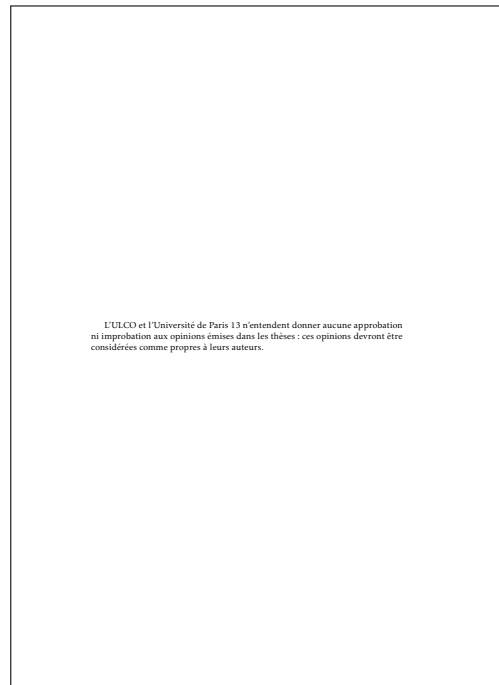 L'ULCO et l'Université de Paris 13 n'entendent donner aucune approbation
ni improbation aux opinions émises dans les thèses : ces opinions devront être
considérées comme propres à leurs auteurs.